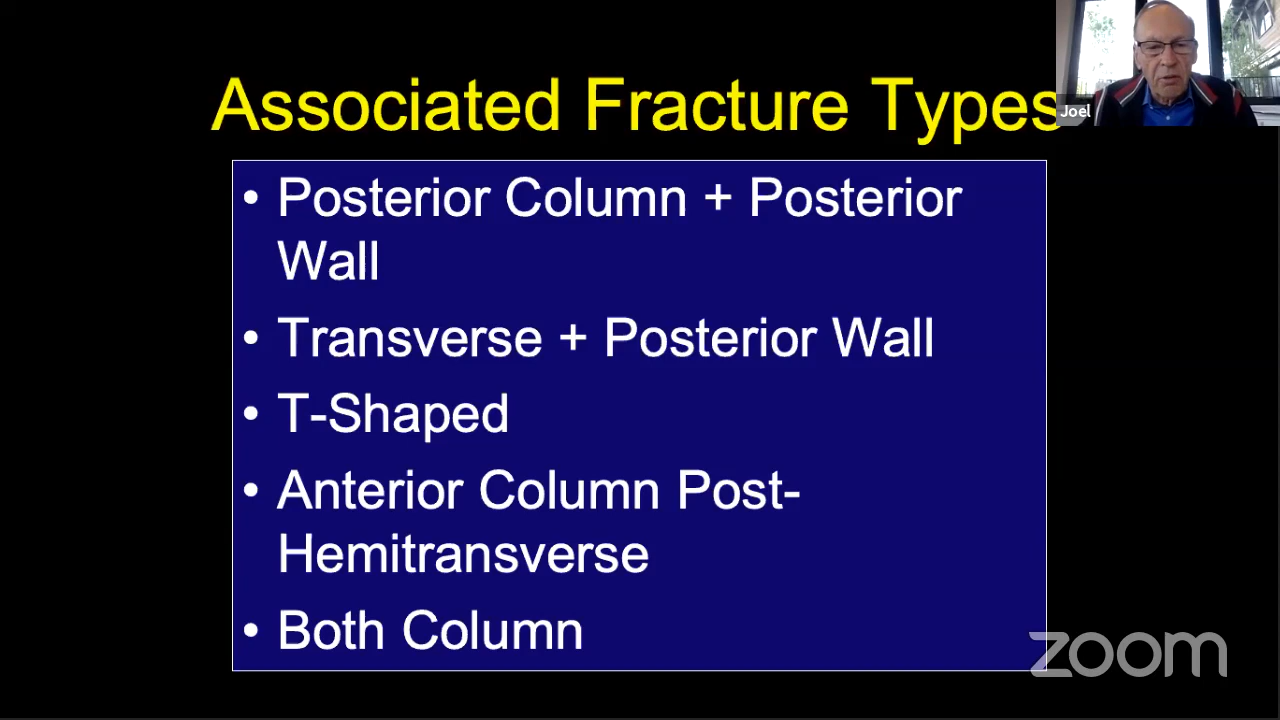 Associated Fracture Types
Joel
• Posterior Column + Posterior
Wall
• Transverse + Posterior Wall
• T-Shaped
• Anterior Column Post-
Hemitransverse
• Both Column
zoom